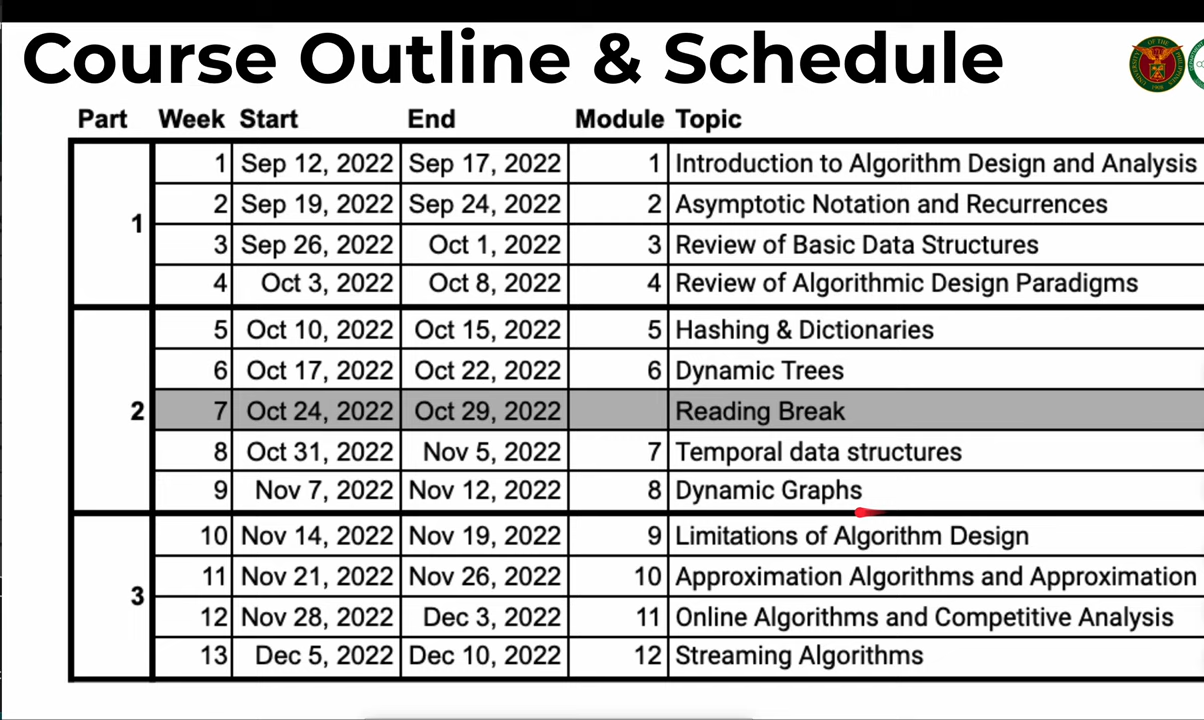 Course Outline & Schedule
Part Week Start End Module Topic
1
1 Sep 12, 2022 Sep 17, 2022 1 Introduction to Algorithm Design and Analysis
2 Sep 19, 2022 Sep 24, 2022 2 Asymptotic Notation and Recurrences
3 Sep 26, 2022 Oct 1, 2022 3 Review of Basic Data Structures
4 Oct 3, 2022 Oct 8, 2022 4 Review of Algorithmic Design Paradigms
2
5 Oct 10, 2022 Oct 15, 2022 5 Hashing & Dictionaries
6 Oct 17, 2022 Oct 22, 2022 6 Dynamic Trees
7 Oct 24, 2022 Oct 29, 2022 Reading Break
8 Oct 31, 2022 Nov 5, 2022 7 Temporal data structures
9 Nov 7, 2022 Nov 12, 2022 8 Dynamic Graphs
3
10 Nov 14, 2022 Nov 19, 2022 9 Limitations of Algorithm Design
11 Nov 21, 2022 Nov 26, 2022 10 Approximation Algorithms and Approximation
12 Nov 28, 2022 Dec 3, 2022 11 Online Algorithms and Competitive Analysis
13 Dec 5, 2022 Dec 10, 2022 12 Streaming Algorithms